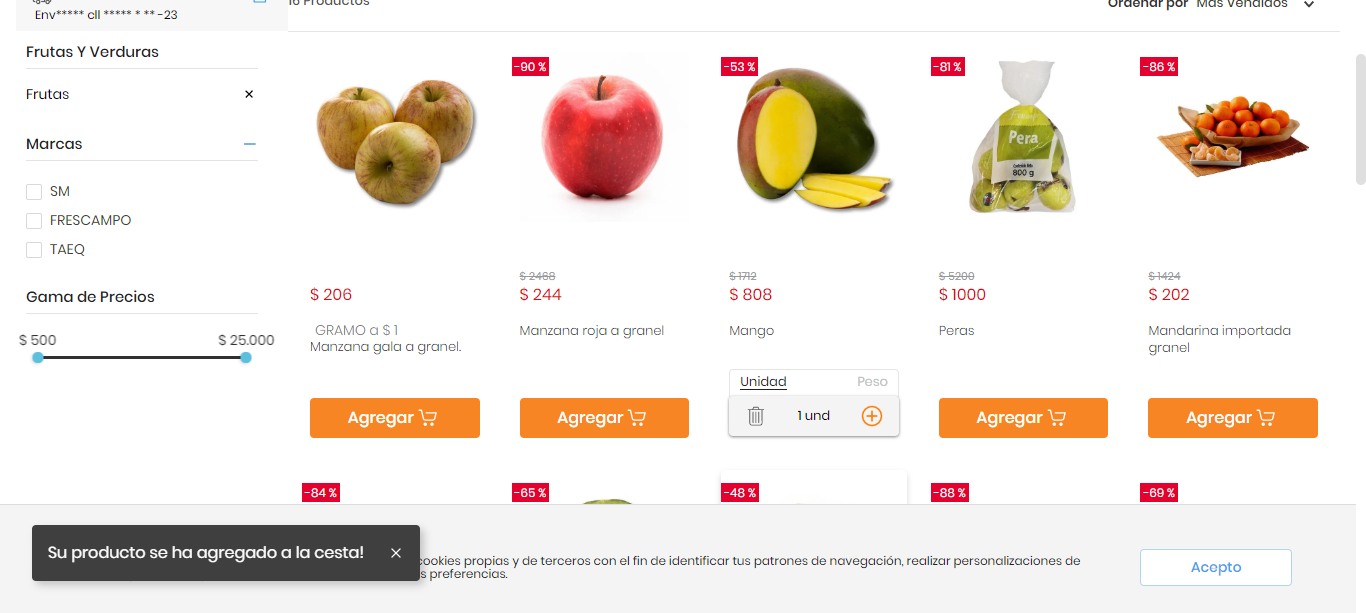 16 Productos
Ordenar por Más Vendidos
Env***** cll ***** * ** -23
Frutas Y Verduras
Frutas
Marcas
SM
FRESCAMPO
TAEQ
Gama de Precios
$ 500 $ 25.000
$ 206
GRAMO a $ 1
Manzana gala a granel.
Agregar
-90 %
$ 2468
$ 244
Manzana roja a granel
Agregar
-53 %
$ 1712
$ 808
Mango
Unidad Peso
1 und
-81 %
Pera
800 g
$ 5200
$ 1000
Peras
Agregar
-86 %
$ 1424
$ 202
Mandarina importada
granel
Agregar
-84 %
-65 %
-48 %
-88 %
-69 %
Su producto se ha agregado a la cesta!
cookies propias y de terceros con el fin de identificar tus patrones de navegación, realizar personalizaciones de
s preferencias.
Acepto